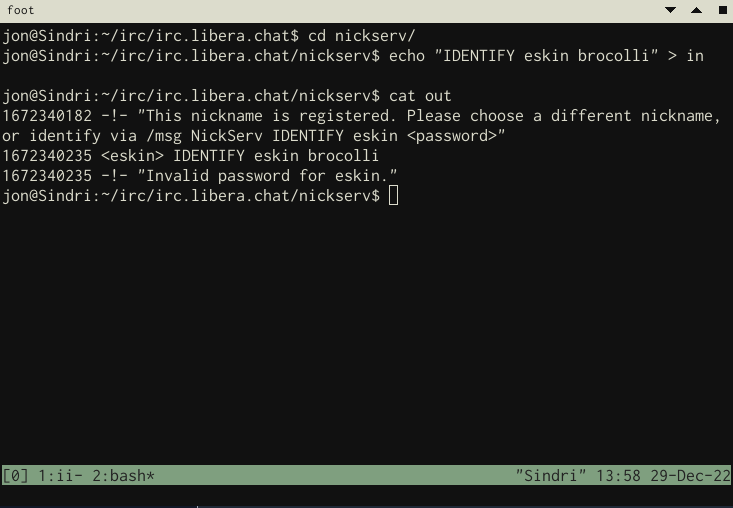 foot
jon@Sindri:~/irc/irc.libera.chat$ cd nickserv/
jon@Sindri:~/irc/irc.libera.chat/nickserv$ echo "IDENTIFY eskin brocolli" > in
jon@Sindri:~/irc/irc.libera.chat/nickserv$ cat out
1672340182 -!- "This nickname is registered. Please choose a different nickname,
or identify via /msg NickServ IDENTIFY eskin <password>"
1672340235 <eskin> IDENTIFY eskin brocolli
1672340235 -!- "Invalid password for eskin."
jon@Sindri:~/irc/irc.libera.chat/nickserv$
[0] 1:ii- 2:bash* "Sindri" 13:58 29-Dec-22